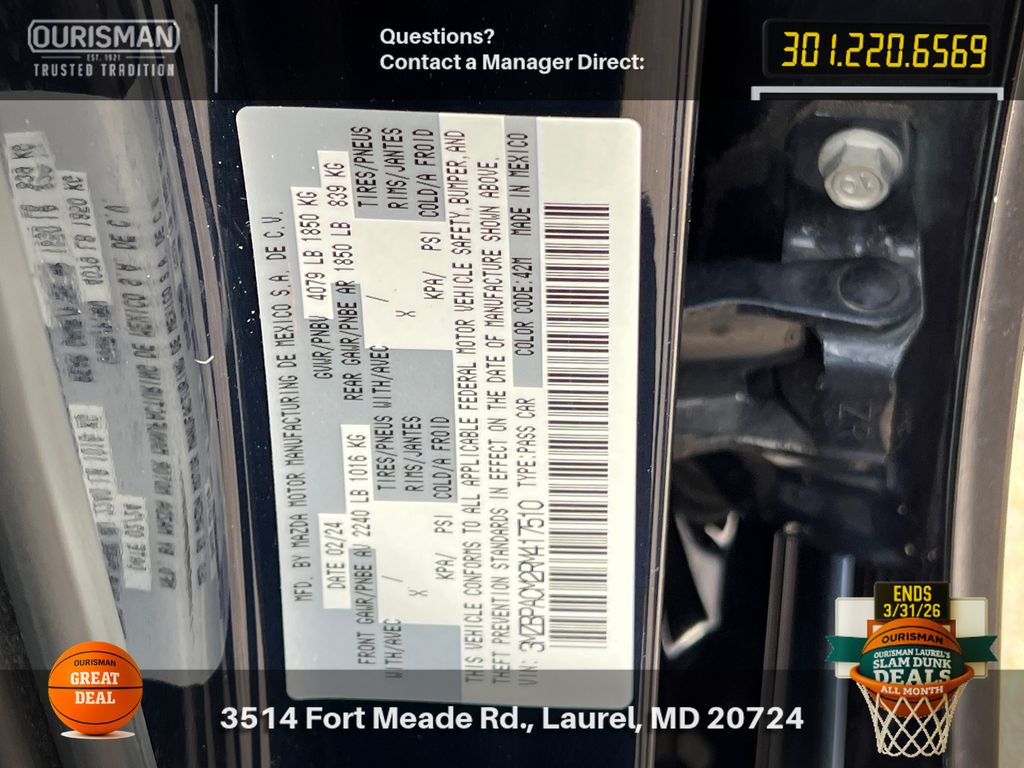 OURISMAN
EST. 1921
TRUSTED TRADITION
Questions?
Contact a Manager Direct:
301.220.6569
MFD. BY MAZDA MOTOR MANUFACTURING DE MEXICO S.A. DE C.V.
DATE 02/24 GVWR/PNBV 4079 LB 1850 KG
FRONT GAWR/PNBE AV 2240 LB 1016 KG REAR GAWR/PNBE AR 1850 LB 839 KG
WITH/AVEC / X TIRES/PNEUS WITH/AVEC / X TIRES/PNEUS
RIMS/JANTES RIMS/JANTES
KPA/ PSI COLD/A FROID KPA/ PSI COLD/A FROID
THIS VEHICLE CONFORMS TO ALL APPLICABLE FEDERAL MOTOR VEHICLE SAFETY, BUMPER, AND
THEFT PREVENTION STANDARDS IN EFFECT ON THE DATE OF MANUFACTURE SHOWN ABOVE.
VIN: 3MZBPACM2RM417510 TYPE:PASS CAR COLOR CODE:42M MADE IN MEXICO
ENDS
3/31/26
OURISMAN
OURISMAN LAUREL'S
SLAM DUNK
DEALS
ALL MONTH
OURISMAN
GREAT
DEAL
3514 Fort Meade Rd., Laurel, MD 20724